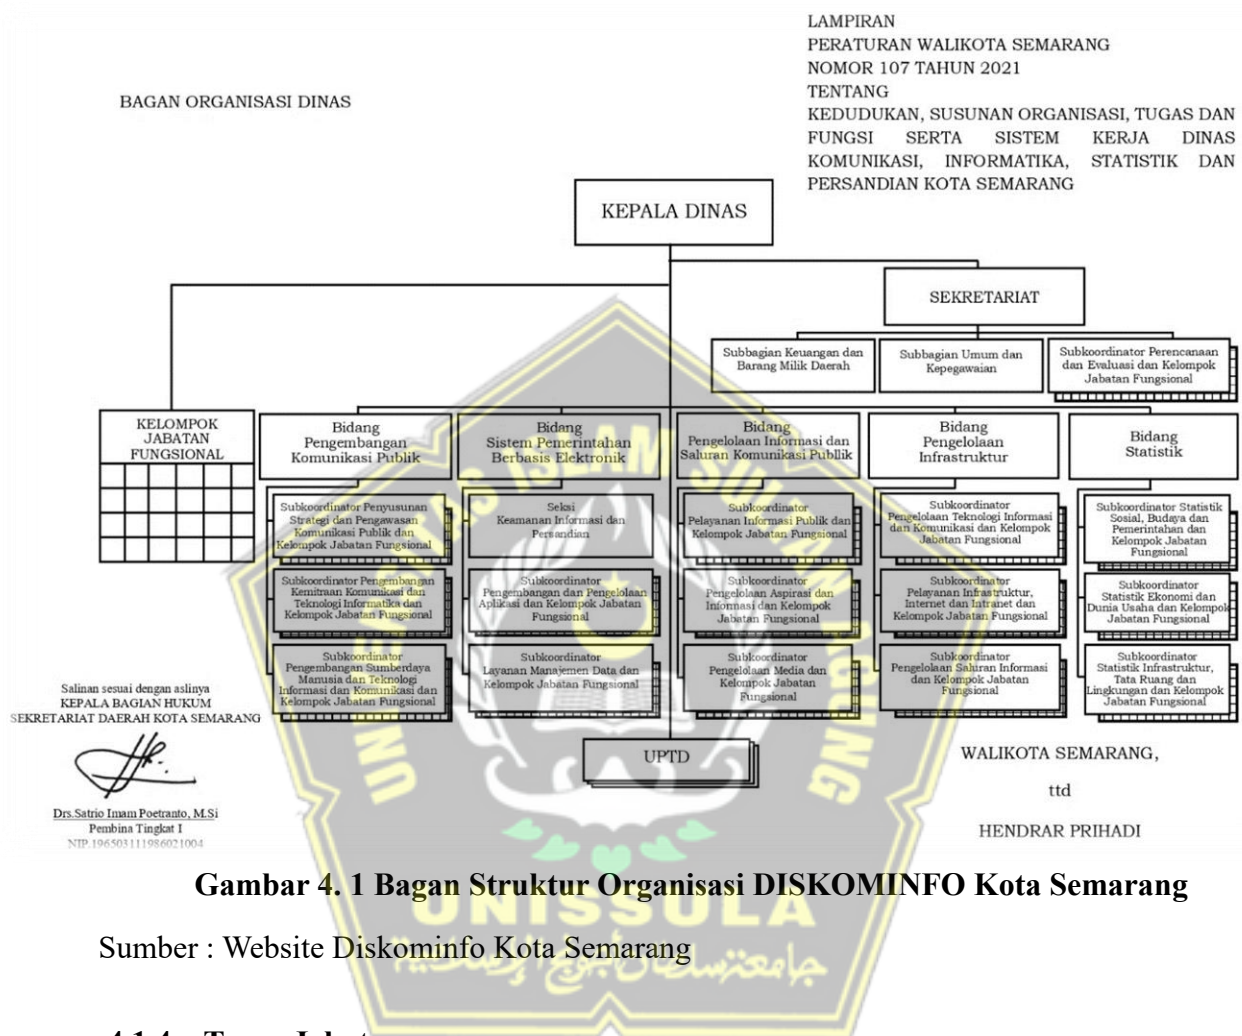 LAMPIRAN
PERATURAN WALIKOTA SEMARANG
NOMOR 107 TAHUN 2021
TENTANG
KEDUDUKAN, SUSUNAN ORGANISASI, TUGAS DAN
FUNGSI SERTA SISTEM KERJA DINAS
KOMUNIKASI, INFORMATIKA, STATISTIK DAN
PERSANDIAN KOTA SEMARANG
BAGAN ORGANISASI DINAS
KEPALA DINAS
SEKRETARIAT
Subbagian Keuangan dan
Barang Milik Daerah
Subbagian Umum dan
Kepegawaian
Subkoordinator Perencanaan
dan Evaluasi dan Kelompok
Jabatan Fungsional
KELOMPOK
JABATAN
FUNGSIONAL
Bidang
Pengembangan
Komunikasi Publik
Subkoordinator Penyusunan
Strategi dan Pengawasan
Komunikasi Publik dan
Kelompok Jabatan Fungsional
Subkoordinator Pengembangan
Kemitraan Komunikasi dan
Teknologi Informatika dan
Kelompok Jabatan Fungsional
Subkoordinator
Pengembangan Sumberdaya
Manusia dan Teknologi
Informasi dan Komunikasi dan
Kelompok Jabatan Fungsional
Bidang
Sistem Pemerintahan
Berbasis Elektronik
Seksi
Keamanan Informasi dan
Persandian
Subkoordinator
Pengembangan dan Pengelolaan
Aplikasi dan Kelompok Jabatan
Fungsional
Subkoordinator
Layanan Manajemen Data dan
Kelompok Jabatan Fungsional
Bidang
Pengelolaan Informasi dan
Saluran Komunikasi Publlik
Subkoordinator
Pelayanan Informasi Publik dan
Kelompok Jabatan Fungsional
Subkoordinator
Pengelolaan Aspirasi dan
Informasi dan Kelompok
Jabatan Fungsional
Subkoordinator
Pengelolaan Media dan
Kelompok Jabatan
Fungsional
Bidang
Pengelolaan
Infrastruktur
Subkoordinator
Pengelolaan Teknologi Informasi
dan Komunikasi dan Kelompok
Jabatan Fungsional
Subkoordinator
Pelayanan Infrastruktur,
Internet dan Intranet dan
Kelompok Jabatan Fungsional
Subkoordinator
Pengelolaan Saluran Informasi
dan Kelompok Jabatan
Fungsional
Bidang
Statistik
Subkoordinator Statistik
Sosial, Budaya dan
Pemerintahan dan
Kelompok Jabatan
Fungsional
Subkoordinator
Statistik Ekonomi dan
Dunia Usaha dan Kelompok
Jabatan Fungsional
Subkoordinator
Statistik Infrastruktur,
Tata Ruang dan
Lingkungan dan Kelompok
Jabatan Fungsional
UPTD
Salinan sesuai dengan aslinya
KEPALA BAGIAN HUKUM
SEKRETARIAT DAERAH KOTA SEMARANG
Drs.Satrio Imam Poetranto, M.Si
Pembina Tingkat I
NIP.196503111986021004
WALIKOTA SEMARANG,
ttd
HENDRAR PRIHADI
UNIVERSITAS ISLAM SULTAN AGUNG
UNISSULA
جامعة سلطان أجونج الإسلامية
Gambar 4. 1 Bagan Struktur Organisasi DISKOMINFO Kota Semarang
Sumber : Website Diskominfo Kota Semarang